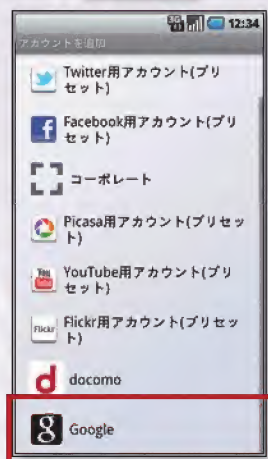 3G 12:34
アカウントを追加
Twitter用アカウント(プリ
セット)
Facebook用アカウント(プリ
セット)
コーポレート
Picasa用アカウント(プリセッ
ト)
You Tube
YouTube用アカウント(プリ
セット)
Flickr
Flickr用アカウント(プリセッ
ト)
docomo
Google